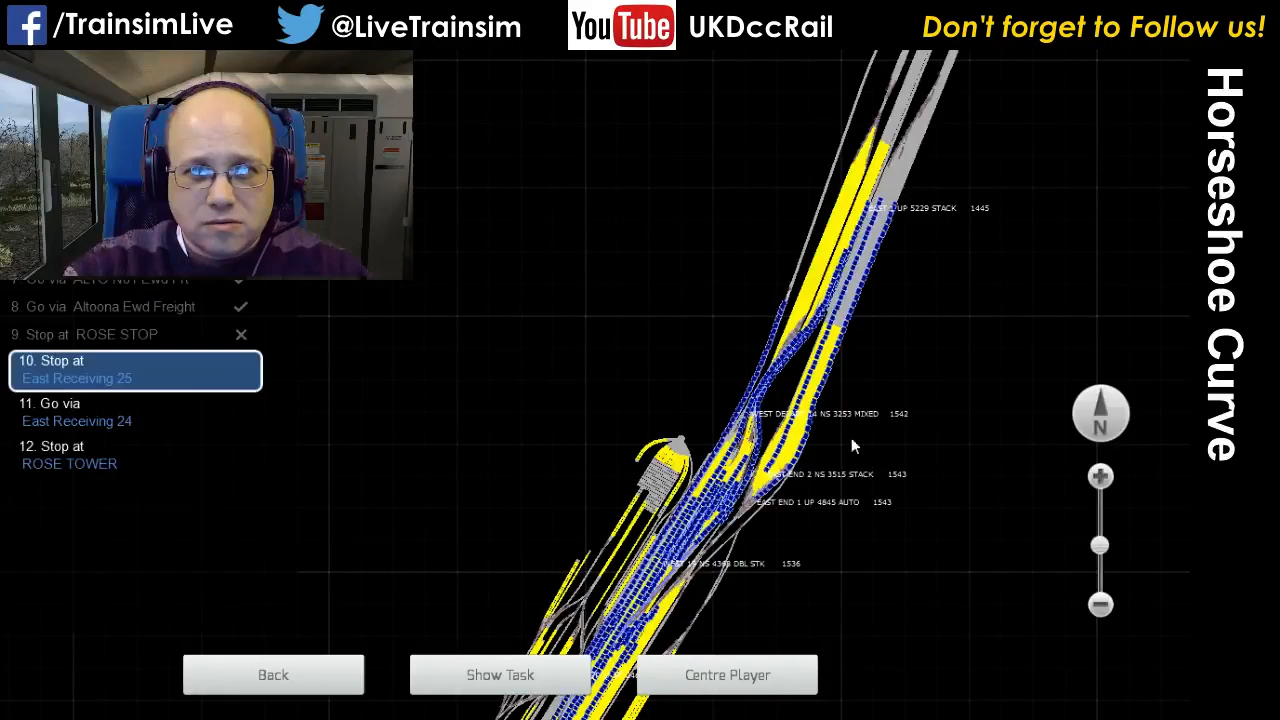 f /TrainsimLive
@LiveTrainsim
YouTube UKDccRail
Don't forget to Follow us!
Horseshoe Curve
8 Go via Altoona Ewd Freight
9. Stop at ROSE STOP
10. Stop at
East Receiving 25
11. Go via
East Receiving 24
12. Stop at
ROSE TOWER
UP 5229 STACK 1445
NS 3253 MIXED 1542
END 2 NS 3515 STACK 1543
EAST END 1 UP 4845 AUTO 1543
DBL STK 1536
N
Back
Show Task
Centre Player